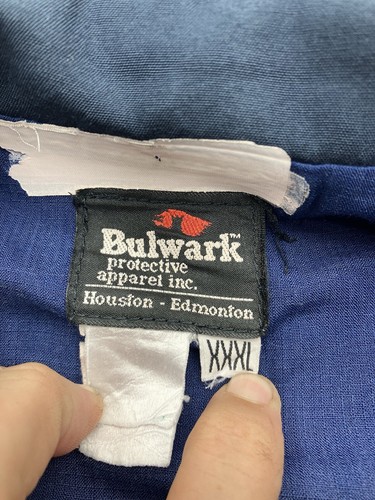 Bulwark™
protective
apparel inc.
Houston - Edmonton
XXXL